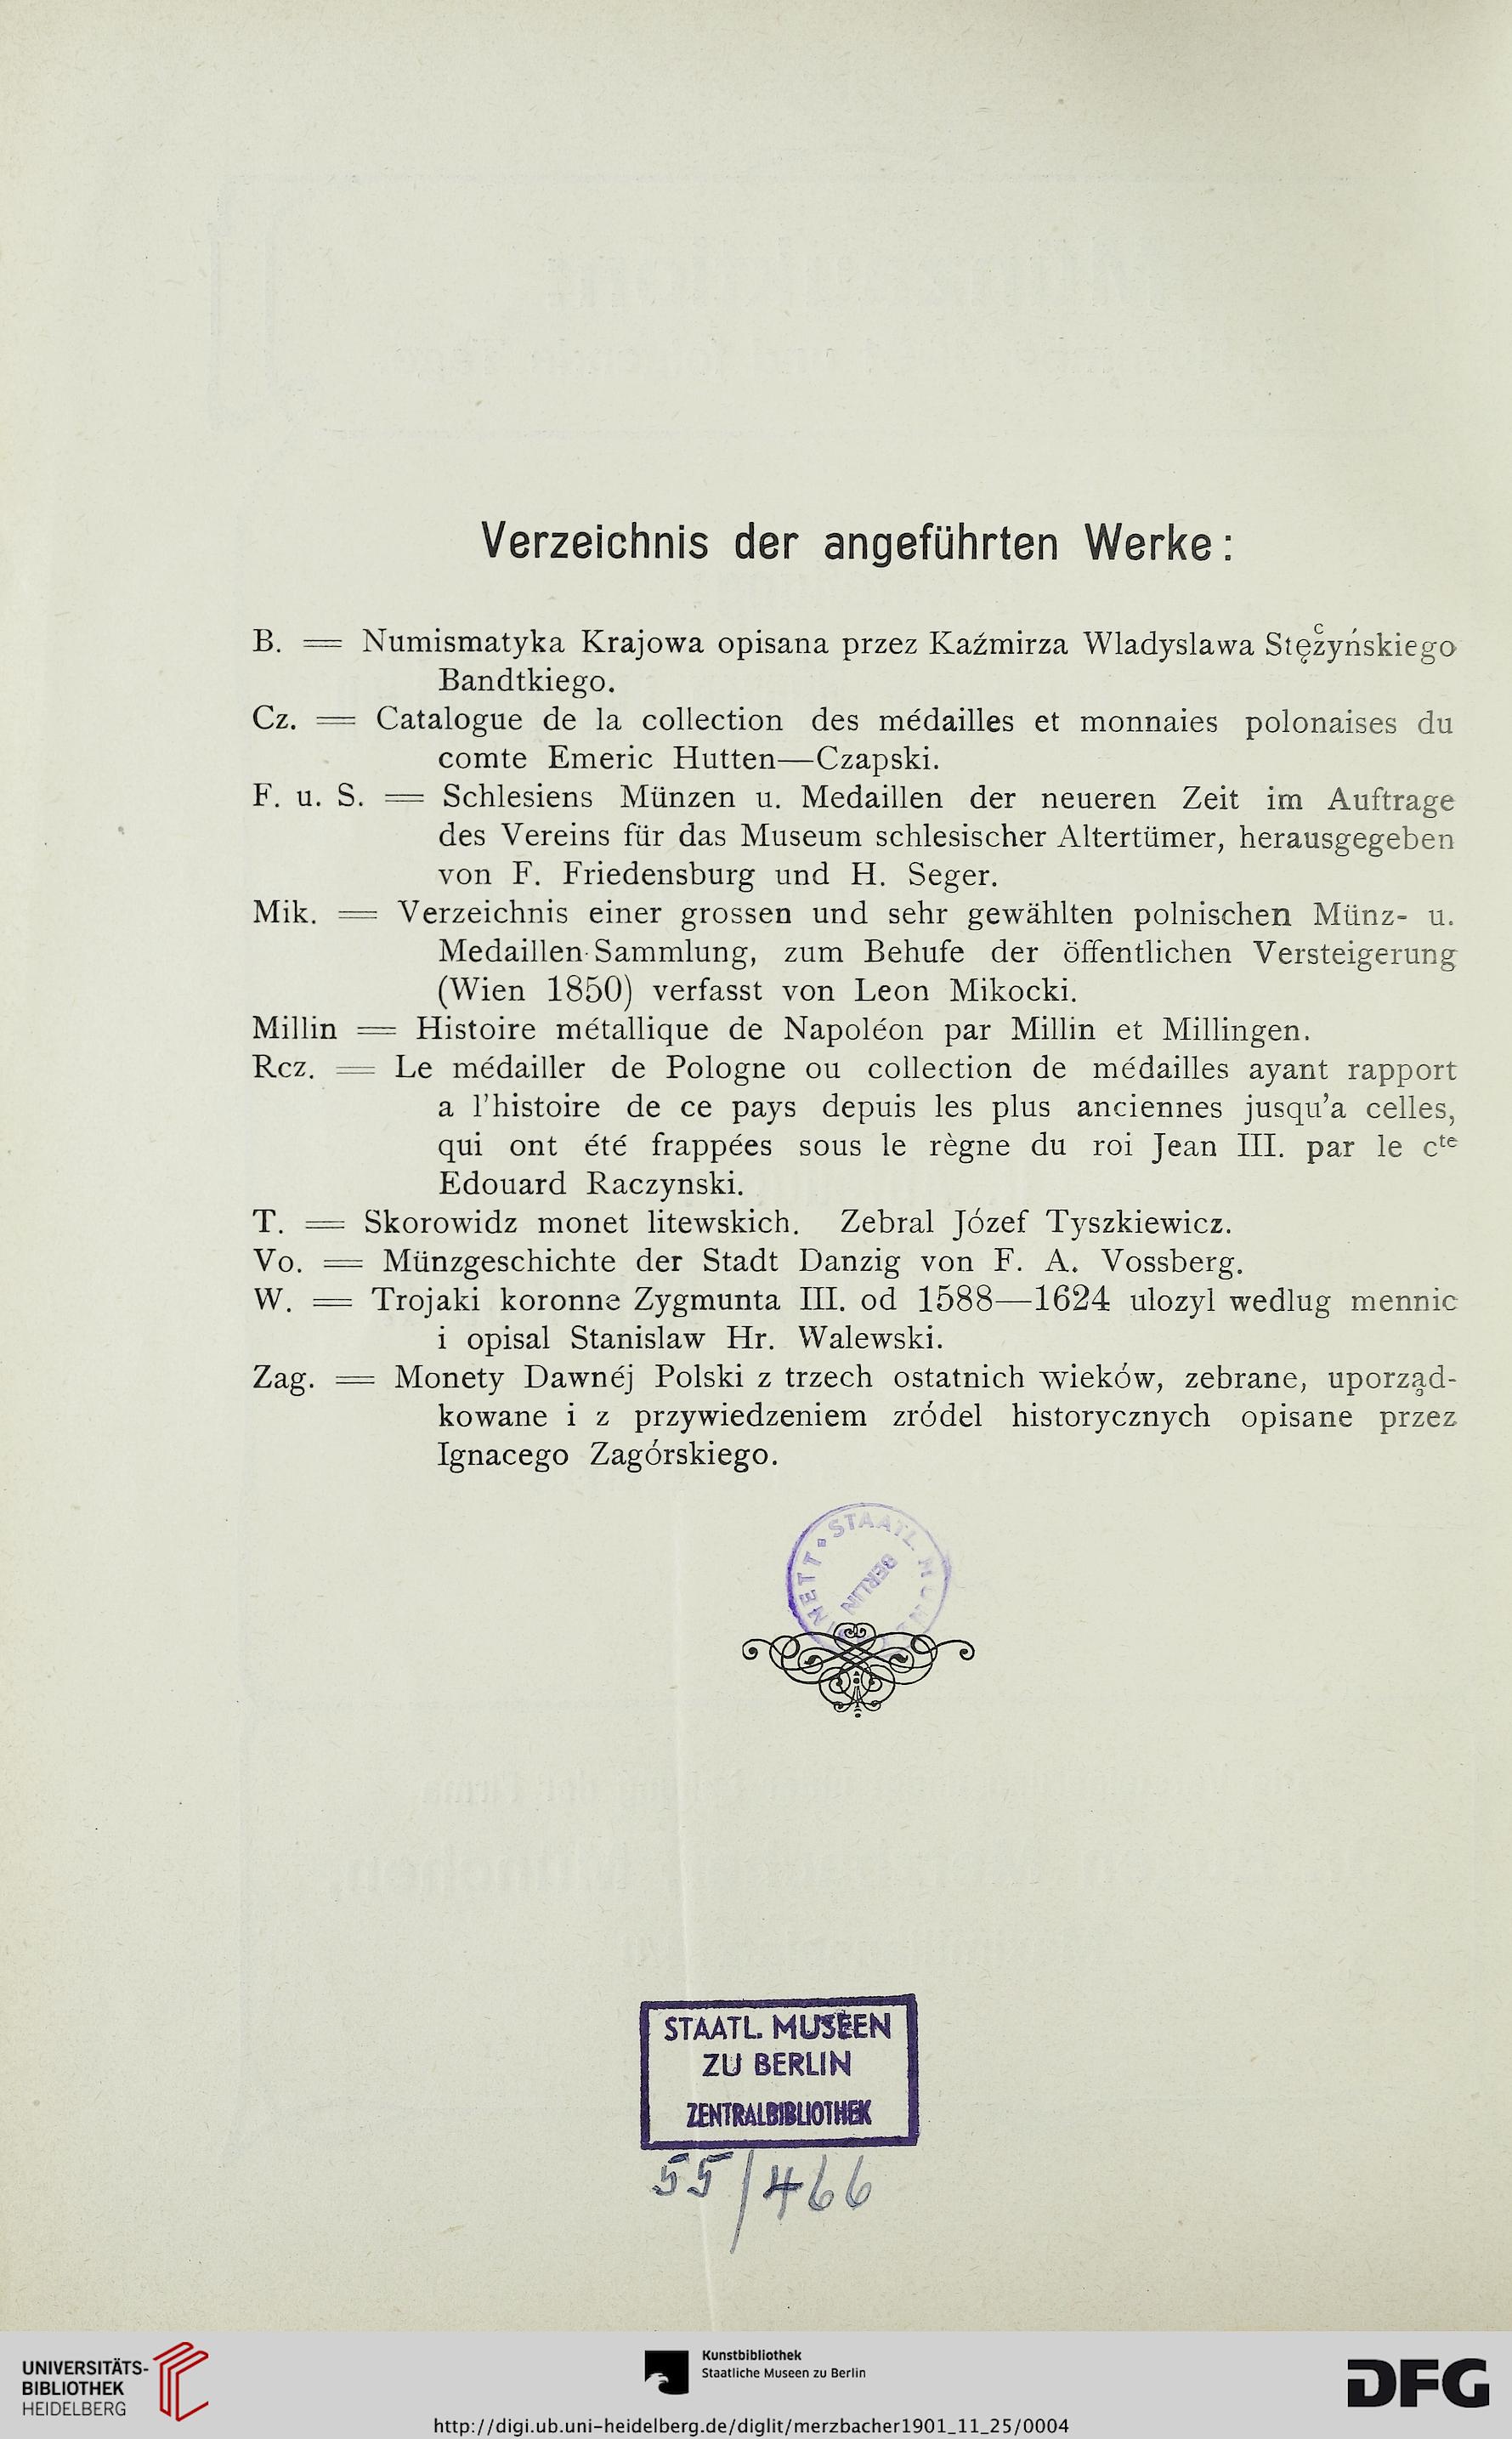 Verzeichnis der angeführten Werke:
B. = Numismatyka Krajowa opisana przez Kaźmirza Wladyslawa Stęzyńskiego
Bandtkiego.
Cz. = Catalogue de la collection des médailles et monnaies polonaises du
comte Emeric Hutten—Czapski.
F. u. S. = Schlesiens Münzen u. Medaillen der neueren Zeit im Auftrage
des Vereins für das Museum schlesischer Altertümer, herausgegeben
von F. Friedensburg und H. Seger.
Mik. = Verzeichnis einer grossen und sehr gewählten polnischen Münz- u.
Medaillen-Sammlung, zum Behufe der öffentlichen Versteigerung
(Wien 1850) verfasst von Leon Mikocki.
Millin = Histoire métallique de Napoléon par Millin et Millingen.
Rcz. = Le médailler de Pologne ou collection de médailles ayant rapport
a l'histoire de ce pays depuis les plus anciennes jusqu'a celles,
qui ont été frappées sous le règne du roi Jean III. par le cte
Edouard Raczynski.
T. = Skorowidz monet litewskich. Zebral Józef Tyszkiewicz.
Vo. = Münzgeschichte der Stadt Danzig von F. A. Vossberg.
W. = Trojaki koronne Zygmunta III. od 1588—1624 ulozyl wedlug mennic
i opisal Stanislaw Hr. Walewski.
Zag. = Monety Dawnéj Polski z trzech ostatnich wieków, zebrane, uporząd-
kowane i z przywiedzeniem zródel historycznych opisane przez
Ignacego Zagórskiego.
STAATL.
BERLIN
STAATL. MUSEEN
ZU BERLIN
ZENTRALBIBLIOTHEK
55/466
UNIVERSITÄTS-
BIBLIOTHEK
HEIDELBERG
Kunstbibliothek
Staatliche Museen zu Berlin
DFG
http://digi.ub.uni-heidelberg.de/diglit/merzbacher1901_11_25/0004